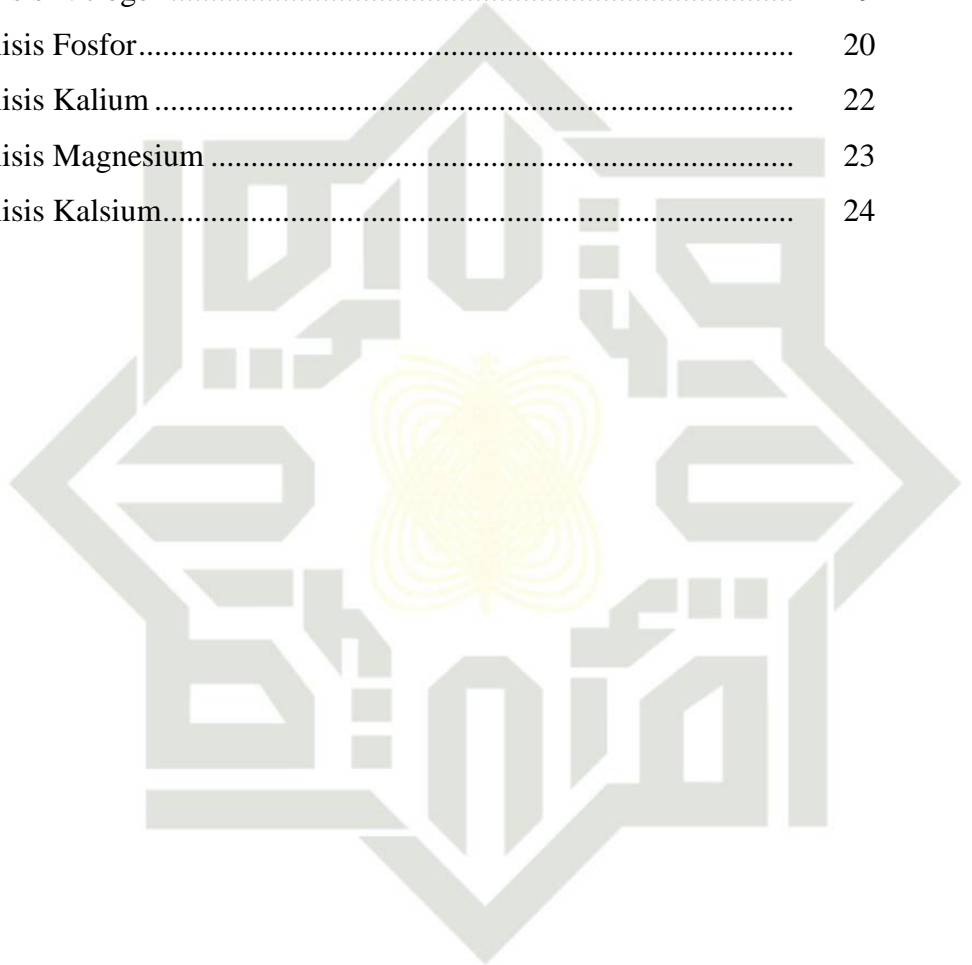 isis Fosfor.................................................................................. 20
isis Kalium ................................................................................ 22
isis Magnesium ......................................................................... 23
isis Kalsium............................................................................... 24